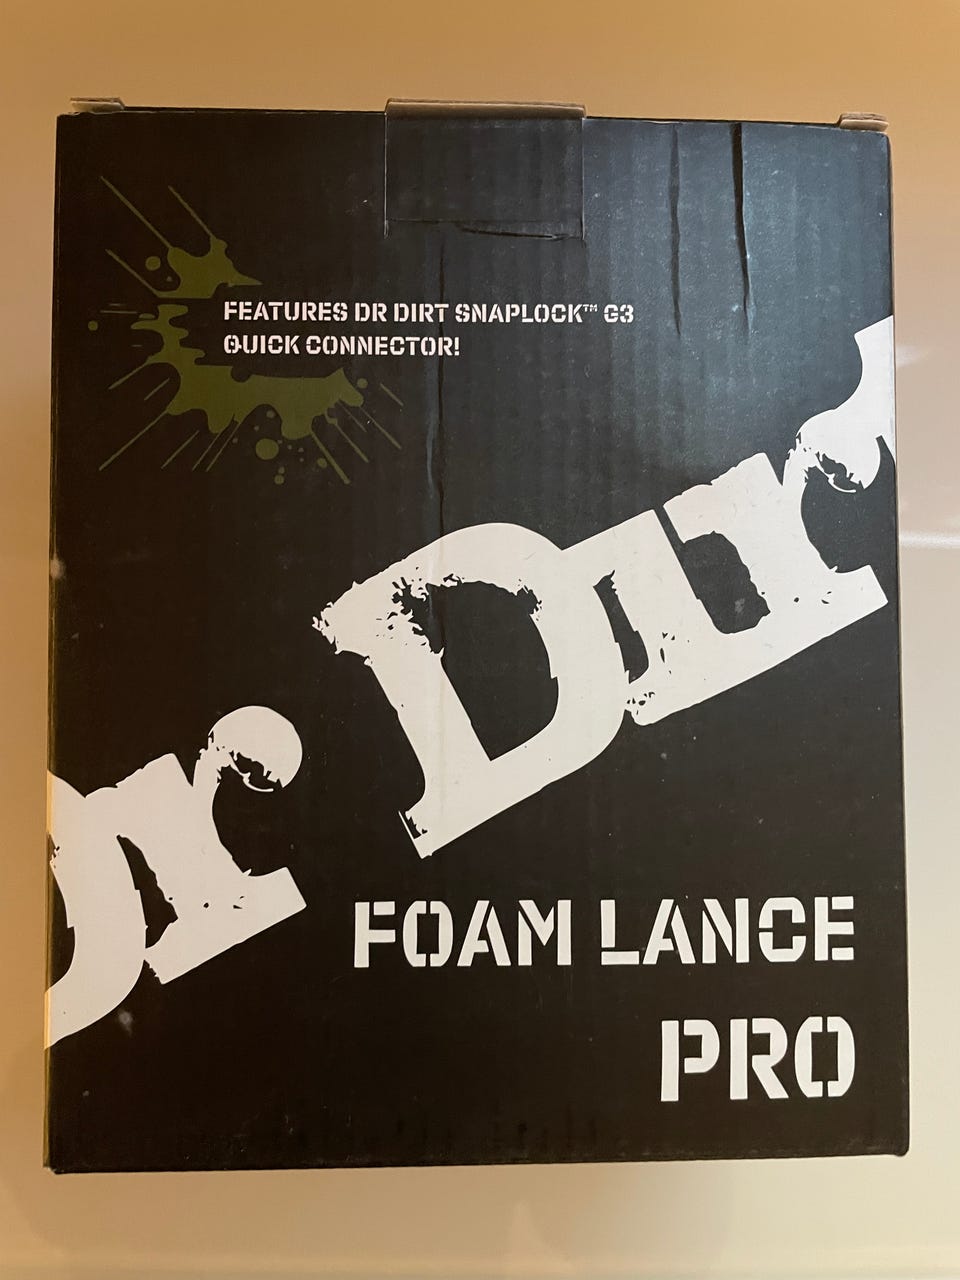 FEATURES DR DIRT SNAPLOCK™ G3
QUICK CONNECTOR!
Dr Dirt
FOAM LANCE
PRO